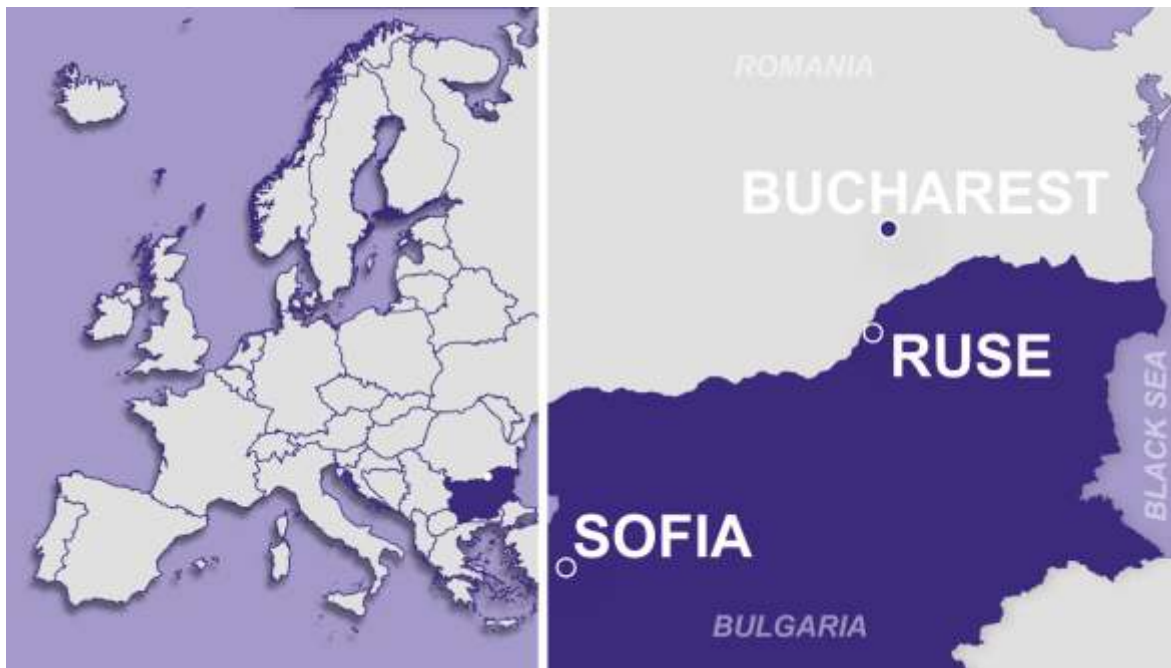 ROMANIA
BUCHAREST
RUSE
BLACK SEA
SOFIA
BULGARIA